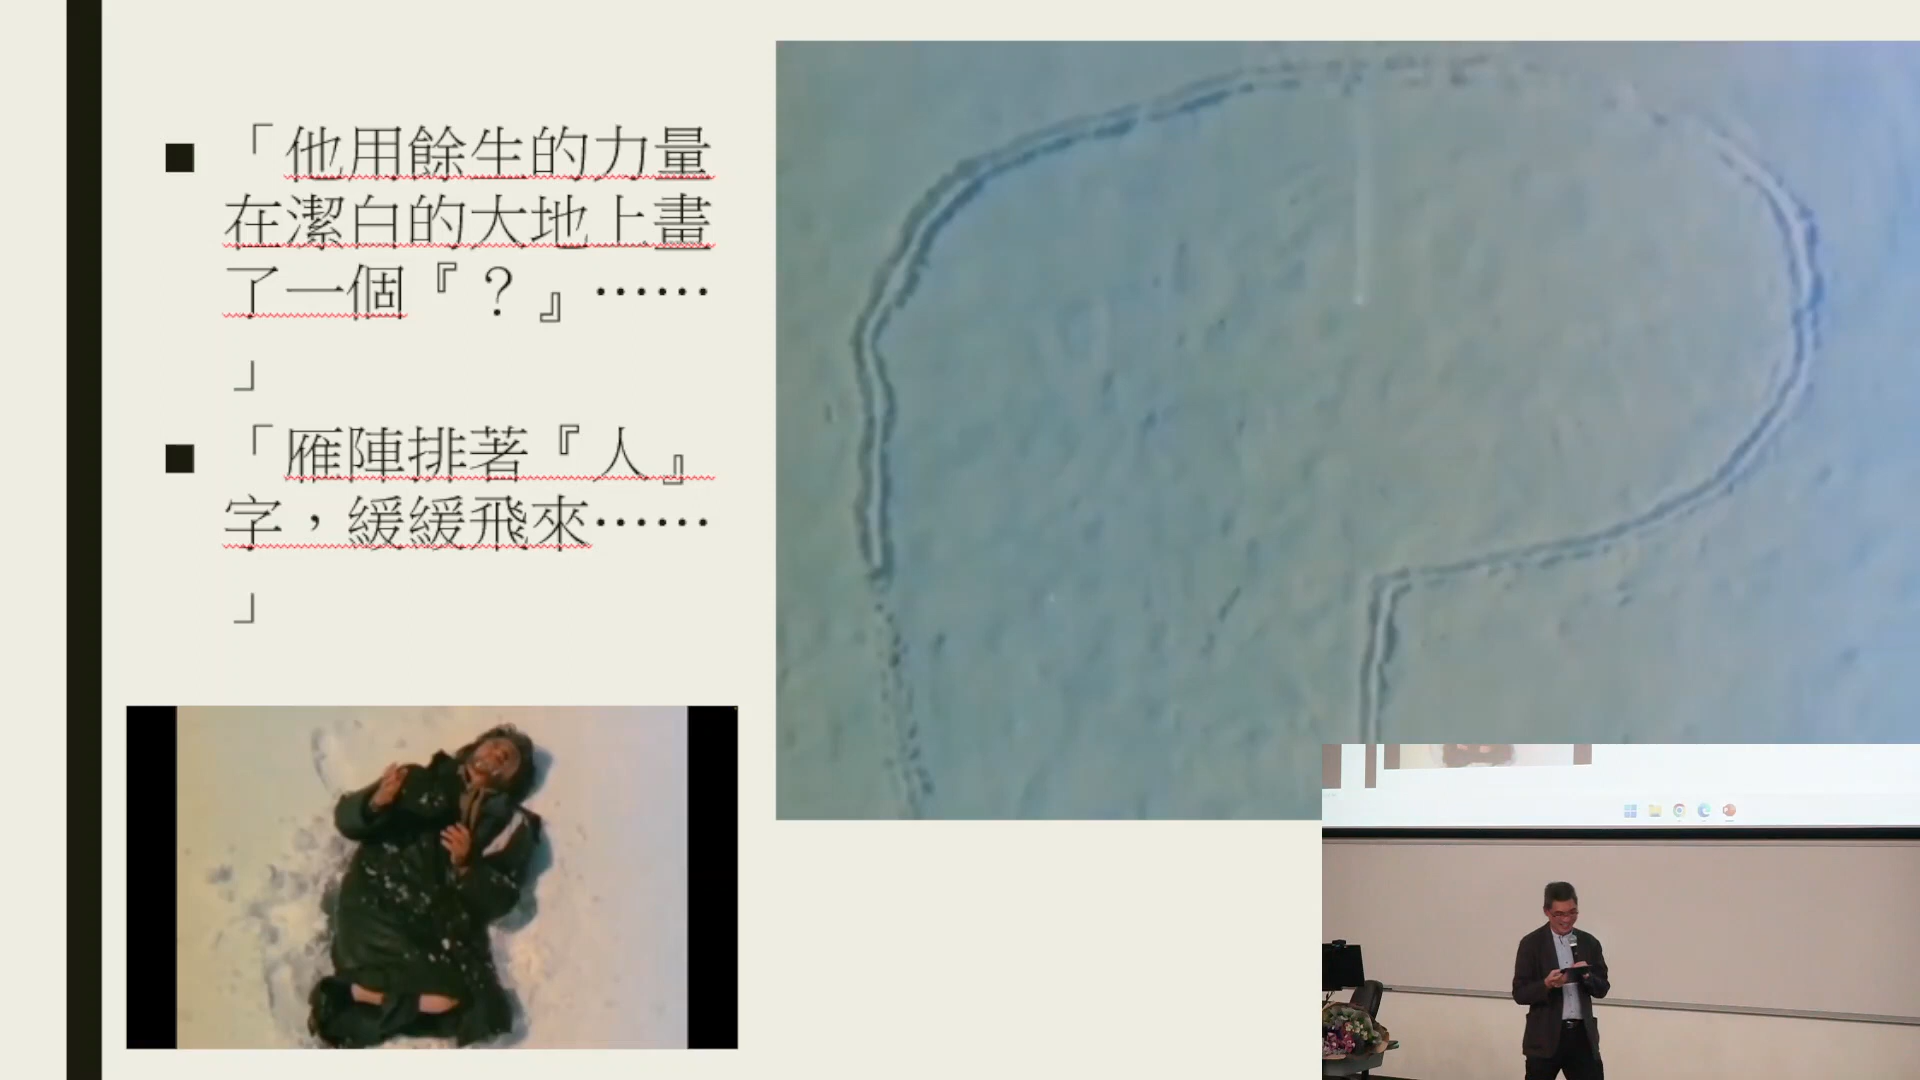 「他用餘生的力量
在潔白的大地上畫
了一個『？』……
」
「雁陣排著『人』
字，緩緩飛來……
」